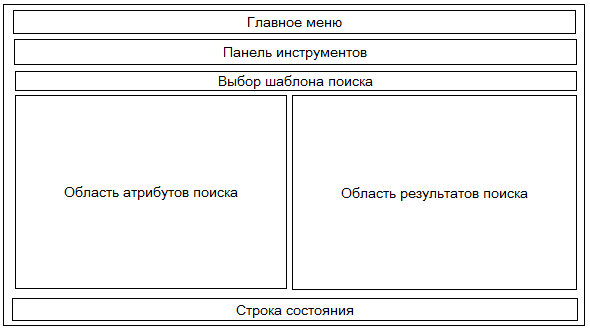 Главное меню
Панель инструментов
Выбор шаблона поиска
Область атрибутов поиска
Область результатов поиска
Строка состояния